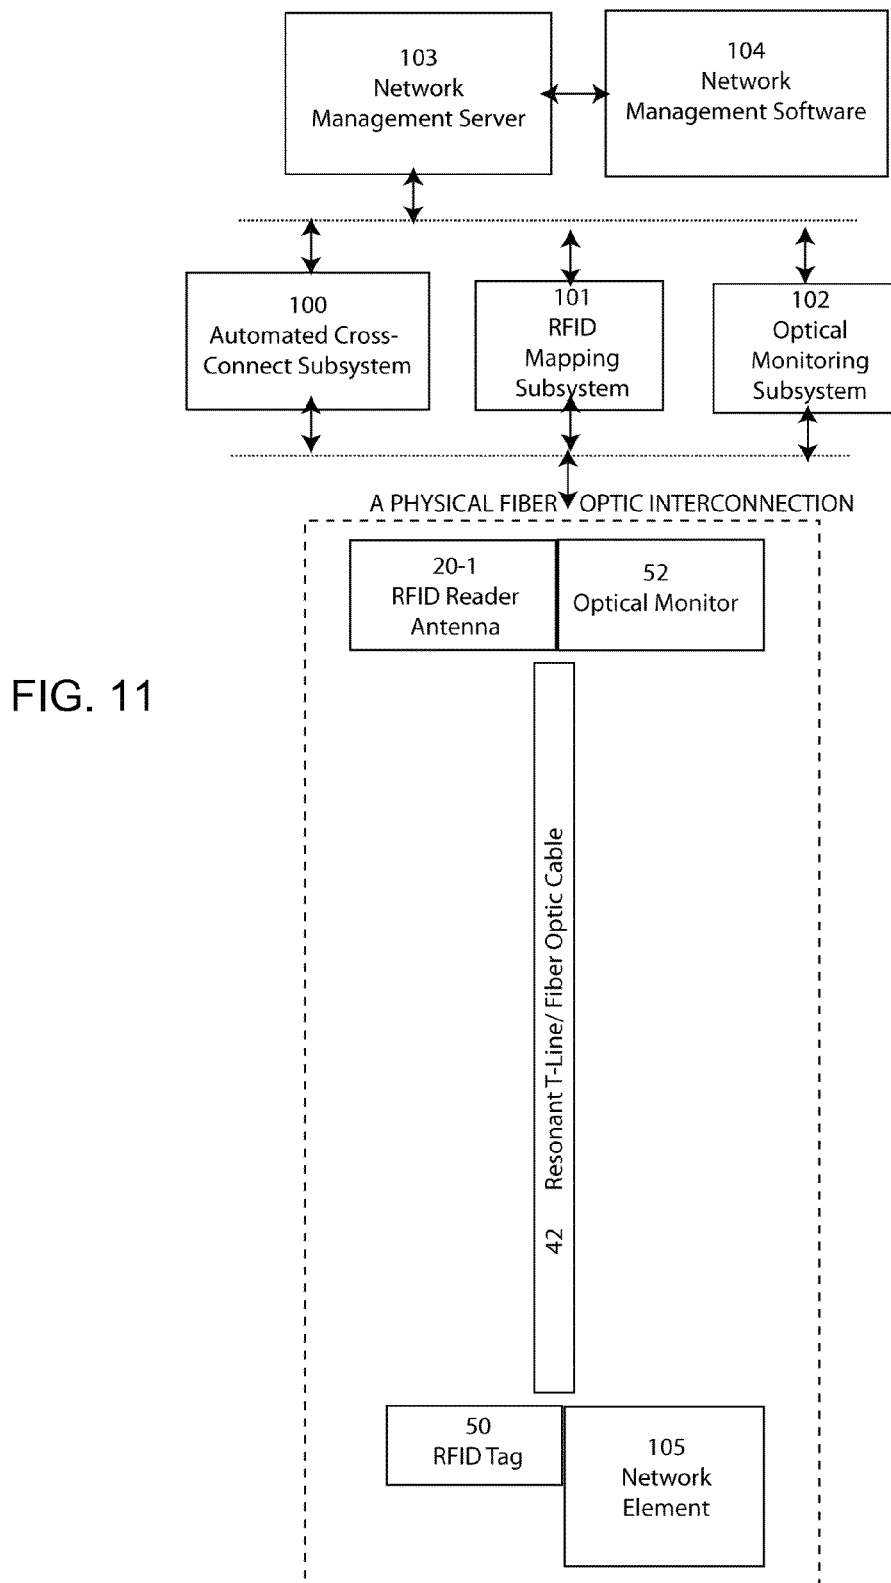 103
Network
Management Server
104
Network
Management Software
100
Automated Cross-
Connect Subsystem
101
RFID
Mapping
Subsystem
102
Optical
Monitoring
Subsystem
A PHYSICAL FIBER OPTIC INTERCONNECTION
20-1
RFID Reader
Antenna
52
Optical Monitor
FIG. 11
42 Resonant T-Line/ Fiber Optic Cable
50
RFID Tag
105
Network
Element